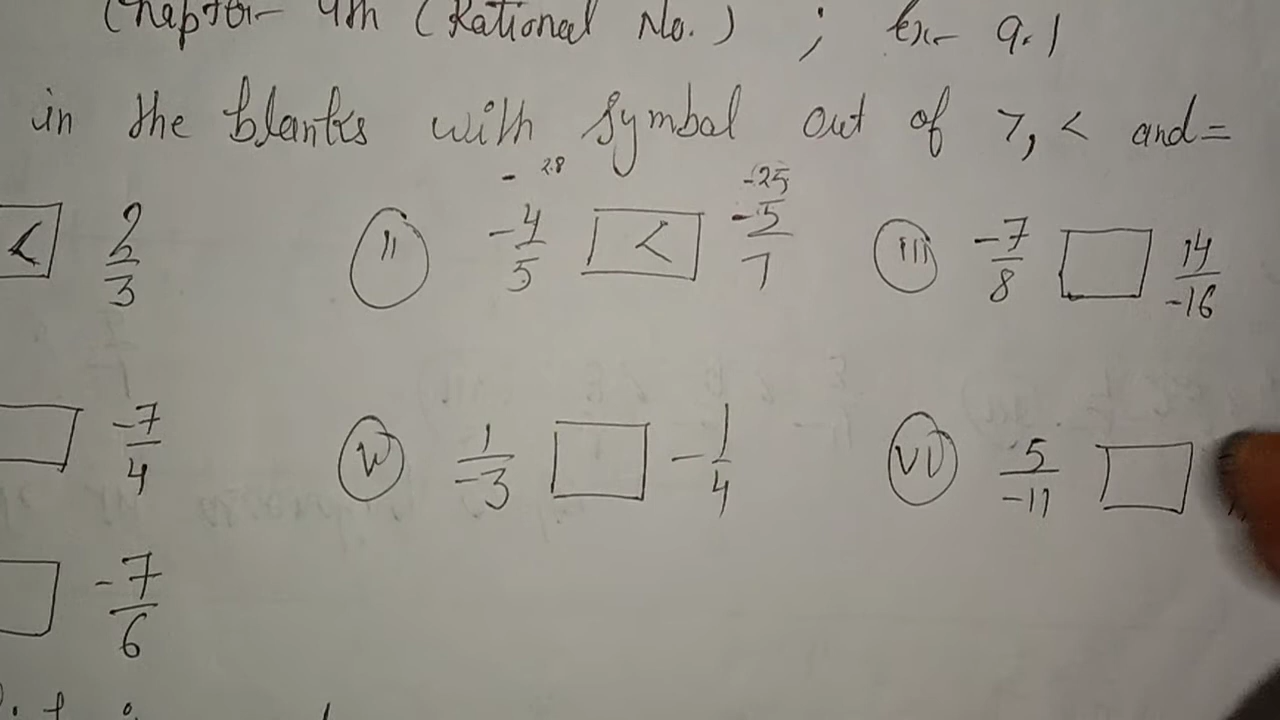 Chapter- 9th (Rational No.) ; Ex- 9.1
in the blanks with symbol out of >, < and =
< 2/3 (ii) -4/5 < -5/7 (iii) -7/8 □ 14/-16
-28 -25
□ -7/4 (v) 1/-3 □ -1/4 (vi) 5/-11 □
□ -7/6